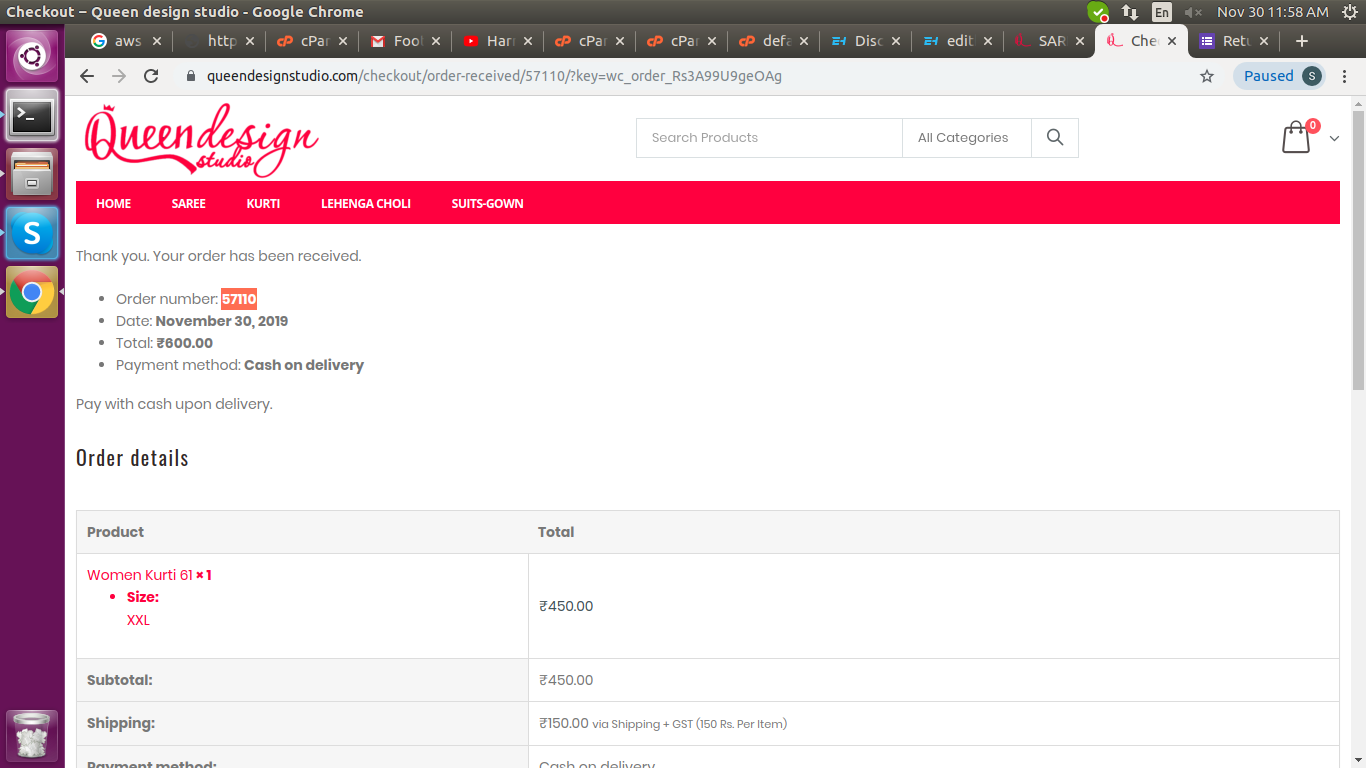 Checkout – Queen design studio - Google Chrome
En
Nov 30 11:58 AM
aws
http
cPar
Foot
Harr
cPar
cPar
defa
Disc
edit
SAR
Chec
Retu
queendesignstudio.com/checkout/order-received/57110/?key=wc_order_Rs3A99U9geOAg
Paused
S
Queen design
studio
Search Products
All Categories
0
HOME
SAREE
KURTI
LEHENGA CHOLI
SUITS-GOWN
Thank you. Your order has been received.
Order number: 57110
Date: November 30, 2019
Total: ₹600.00
Payment method: Cash on delivery
Pay with cash upon delivery.
Order details
Product
Total
Women Kurti 61 × 1
Size:
XXL
₹450.00
Subtotal:
₹450.00
Shipping:
₹150.00 via Shipping + GST (150 Rs. Per Item)
Payment method:
Cash on delivery